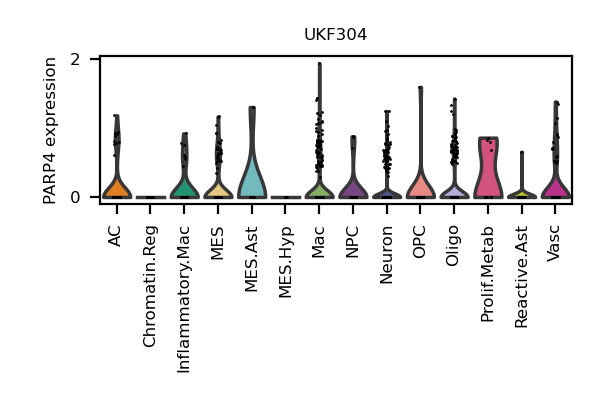 UKF304
PARP4 expression
2
0
AC
Chromatin.Reg
Inflammatory.Mac
MES
MES.Ast
MES.Hyp
Mac
NPC
Neuron
OPC
Oligo
Prolif.Metab
Reactive.Ast
Vasc